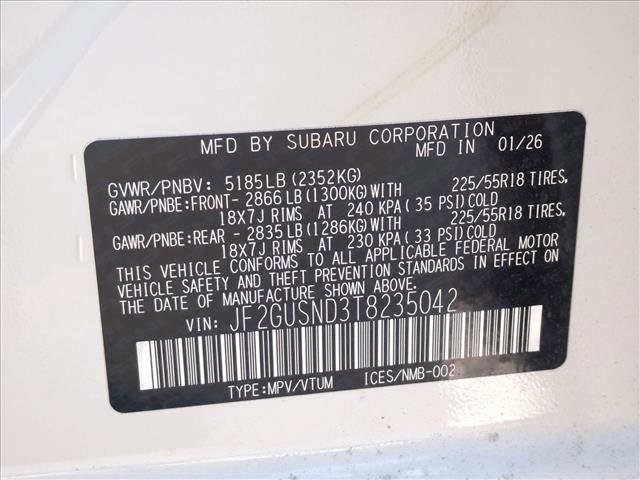 MFD BY SUBARU CORPORATION
MFD IN 01/26
GVWR/PNBV: 5185LB (2352KG)
GAWR/PNBE:FRONT- 2866 LB (1300KG) WITH 225/55R18 TIRES,
18X7J RIMS AT 240 KPA (35 PSI) COLD
GAWR/PNBE:REAR - 2835 LB (1286KG) WITH 225/55R18 TIRES,
18X7J RIMS AT 230 KPA (33 PSI) COLD
THIS VEHICLE CONFORMS TO ALL APPLICABLE FEDERAL MOTOR
VEHICLE SAFETY AND THEFT PREVENTION STANDARDS IN EFFECT ON
THE DATE OF MANUFACTURE SHOWN ABOVE.
VIN: JF2GUSND3T8235042
TYPE:MPV/VTUM ICES/NMB-002